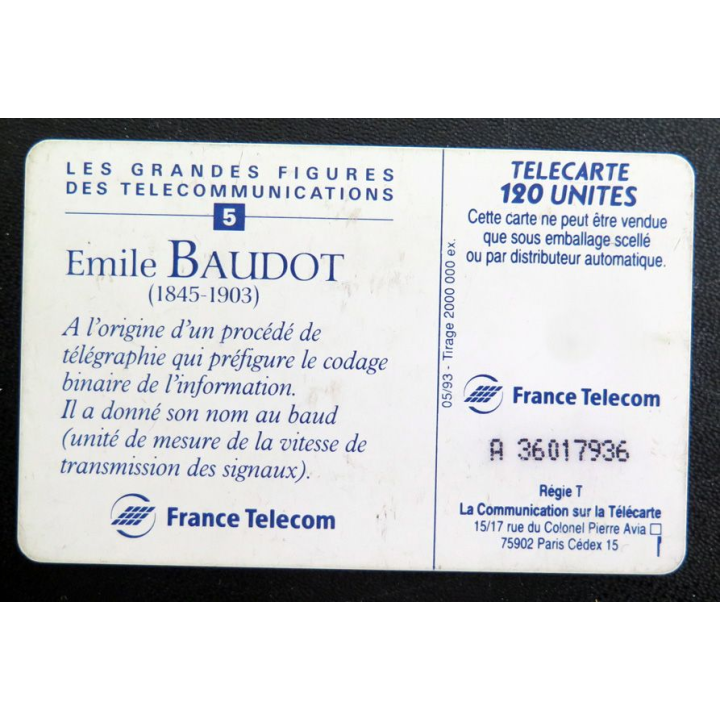 LES GRANDES FIGURES
DES TELECOMMUNICATIONS
5
Emile BAUDOT
(1845-1903)
A l'origine d'un procédé de
télégraphie qui préfigure le codage
binaire de l'information.
Il a donné son nom au baud
(unité de mesure de la vitesse de
transmission des signaux).
France Telecom
05/93 - Tirage 2000 000 ex.
TELECARTE
120 UNITES
Cette carte ne peut être vendue
que sous emballage scellé
ou par distributeur automatique.
France Telecom
A 36017936
Régie T
La Communication sur la Télécarte
15/17 rue du Colonel Pierre Avia
75902 Paris Cédex 15